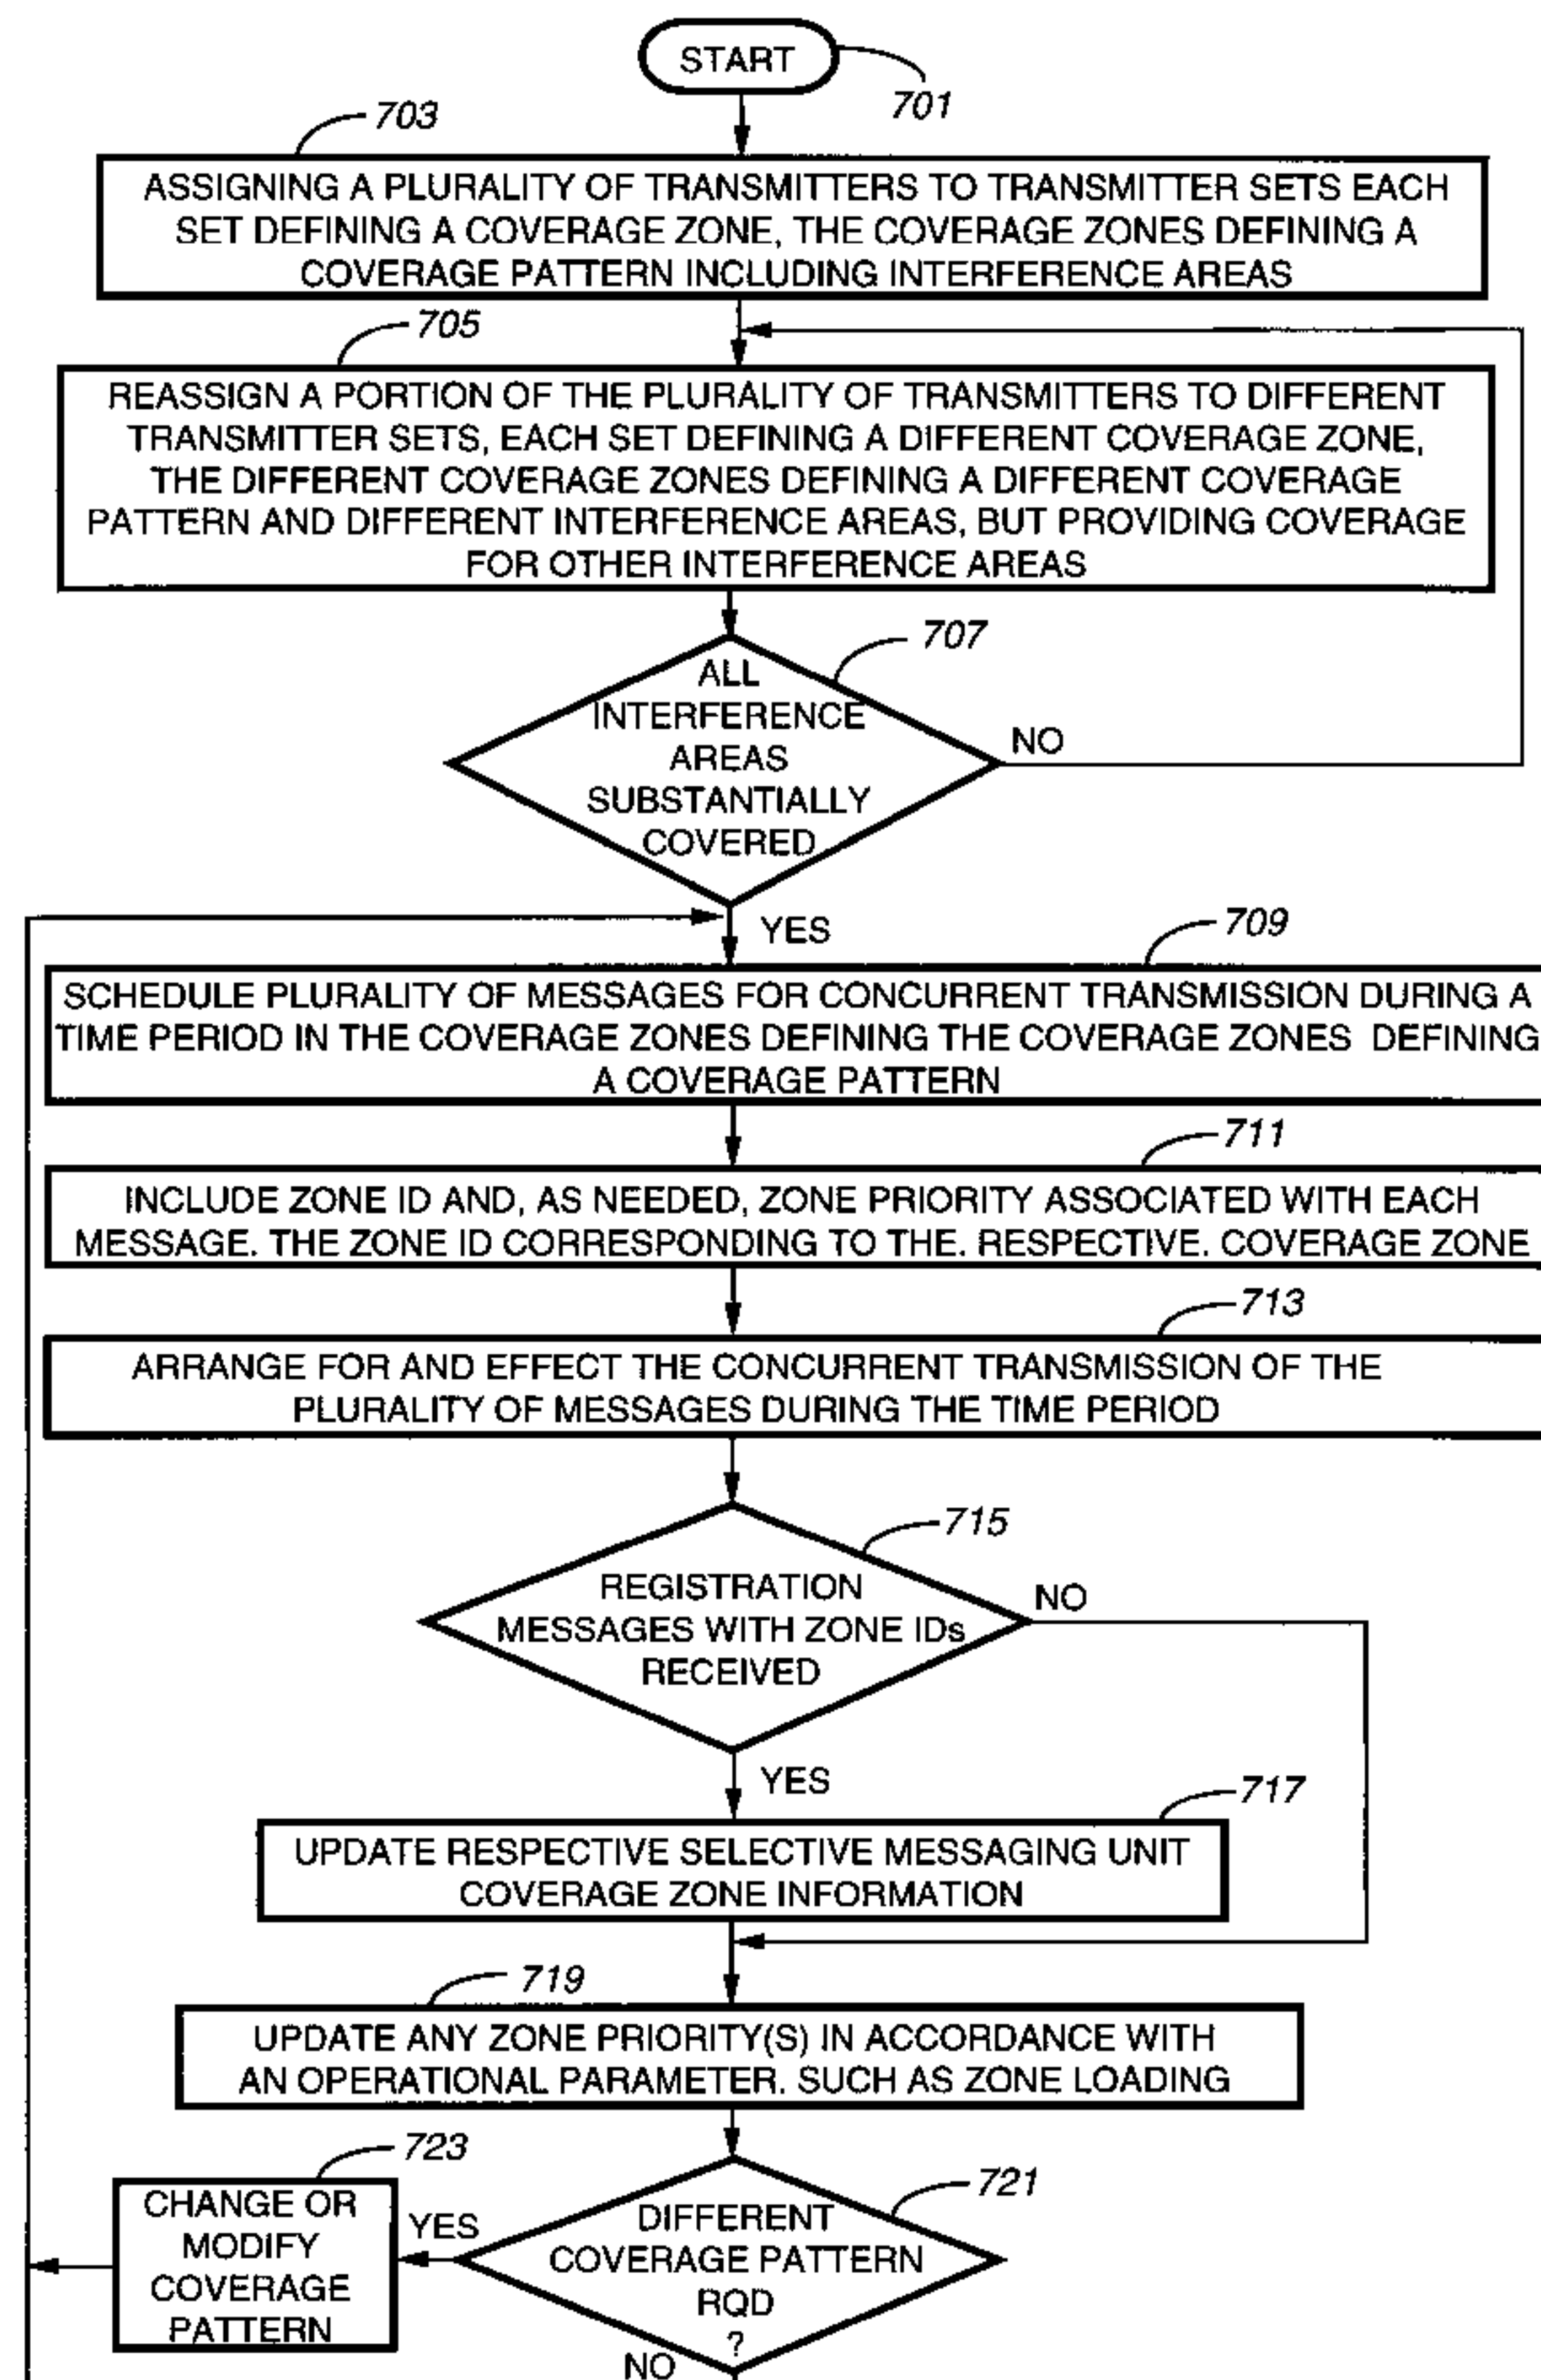 START
701
703
ASSIGNING A PLURALITY OF TRANSMITTERS TO TRANSMITTER SETS EACH
SET DEFINING A COVERAGE ZONE, THE COVERAGE ZONES DEFINING A
COVERAGE PATTERN INCLUDING INTERFERENCE AREAS
705
REASSIGN A PORTION OF THE PLURALITY OF TRANSMITTERS TO DIFFERENT
TRANSMITTER SETS, EACH SET DEFINING A DIFFERENT COVERAGE ZONE,
THE DIFFERENT COVERAGE ZONES DEFINING A DIFFERENT COVERAGE
PATTERN AND DIFFERENT INTERFERENCE AREAS, BUT PROVIDING COVERAGE
FOR OTHER INTERFERENCE AREAS
707
ALL
INTERFERENCE
AREAS
SUBSTANTIALLY
COVERED
NO
YES
709
SCHEDULE PLURALITY OF MESSAGES FOR CONCURRENT TRANSMISSION DURING A
TIME PERIOD IN THE COVERAGE ZONES DEFINING THE COVERAGE ZONES DEFINING
A COVERAGE PATTERN
711
INCLUDE ZONE ID AND, AS NEEDED, ZONE PRIORITY ASSOCIATED WITH EACH
MESSAGE. THE ZONE ID CORRESPONDING TO THE. RESPECTIVE. COVERAGE ZONE
713
ARRANGE FOR AND EFFECT THE CONCURRENT TRANSMISSION OF THE
PLURALITY OF MESSAGES DURING THE TIME PERIOD
715
REGISTRATION
MESSAGES WITH ZONE IDs
RECEIVED
NO
YES
717
UPDATE RESPECTIVE SELECTIVE MESSAGING UNIT
COVERAGE ZONE INFORMATION
719
UPDATE ANY ZONE PRIORITY(S) IN ACCORDANCE WITH
AN OPERATIONAL PARAMETER. SUCH AS ZONE LOADING
723
CHANGE OR
MODIFY
COVERAGE
PATTERN
YES
721
DIFFERENT
COVERAGE PATTERN
RQD
?
NO